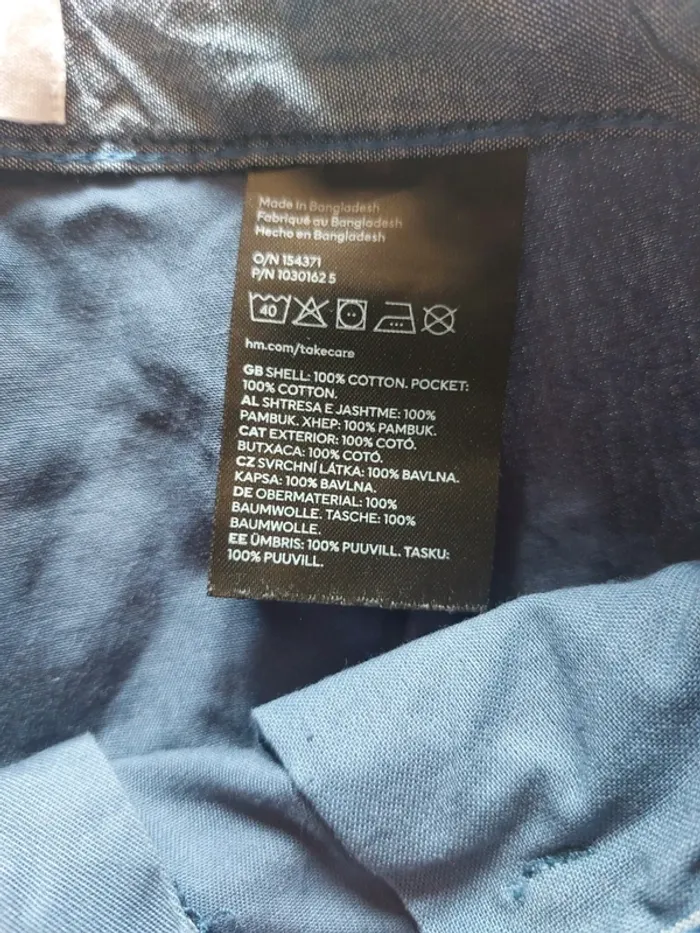 Made in Bangladesh
Fabriqué au Bangladesh
Hecho en Bangladesh
O/N 154371
P/N 1030162 5
40
hm.com/takecare
GB SHELL: 100% COTTON. POCKET:
100% COTTON.
AL SHTRESA E JASHTME: 100%
PAMBUK. XHEP: 100% PAMBUK.
CAT EXTERIOR: 100% COTÓ.
BUTXACA: 100% COTÓ.
CZ SVRCHNÍ LÁTKA: 100% BAVLNA.
KAPSA: 100% BAVLNA.
DE OBERMATERIAL: 100%
BAUMWOLLE. TASCHE: 100%
BAUMWOLLE.
EE ÜMBRIS: 100% PUUVILL. TASKU:
100% PUUVILL.